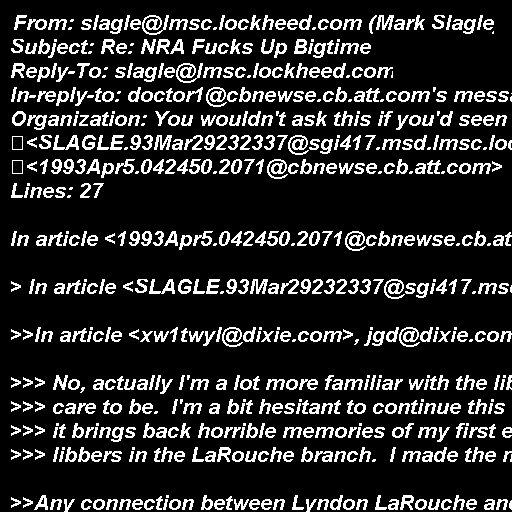 From: slagle@lmsc.lockheed.com (Mark Slagle
Subject: Re: NRA Fucks Up Bigtime
Reply-To: slagle@lmsc.lockheed.com
In-reply-to: doctor1@cbnewse.cb.att.com's
Organization: You wouldn't ask this if you'd seen
<SLAGLE.93Mar29232337@sgi417.msd.lmsc.loc
<1993Apr5.042450.2071@cbnewse.cb.att.com>
Lines: 27
In article <1993Apr5.042450.2071@cbnewse.cb.at
> In article <SLAGLE.93Mar29232337@sgi417.ms
>>In article <xw1twyl@dixie.com>, jgd@dixie.com
>>> No, actually I'm a lot more familiar with the lib
>>> care to be.  I'm a bit hesitant to continue this
>>> it brings back horrible memories of my first e
>>> libbers in the LaRouche branch.  I made the
>>Any connection between Lyndon LaRouche an